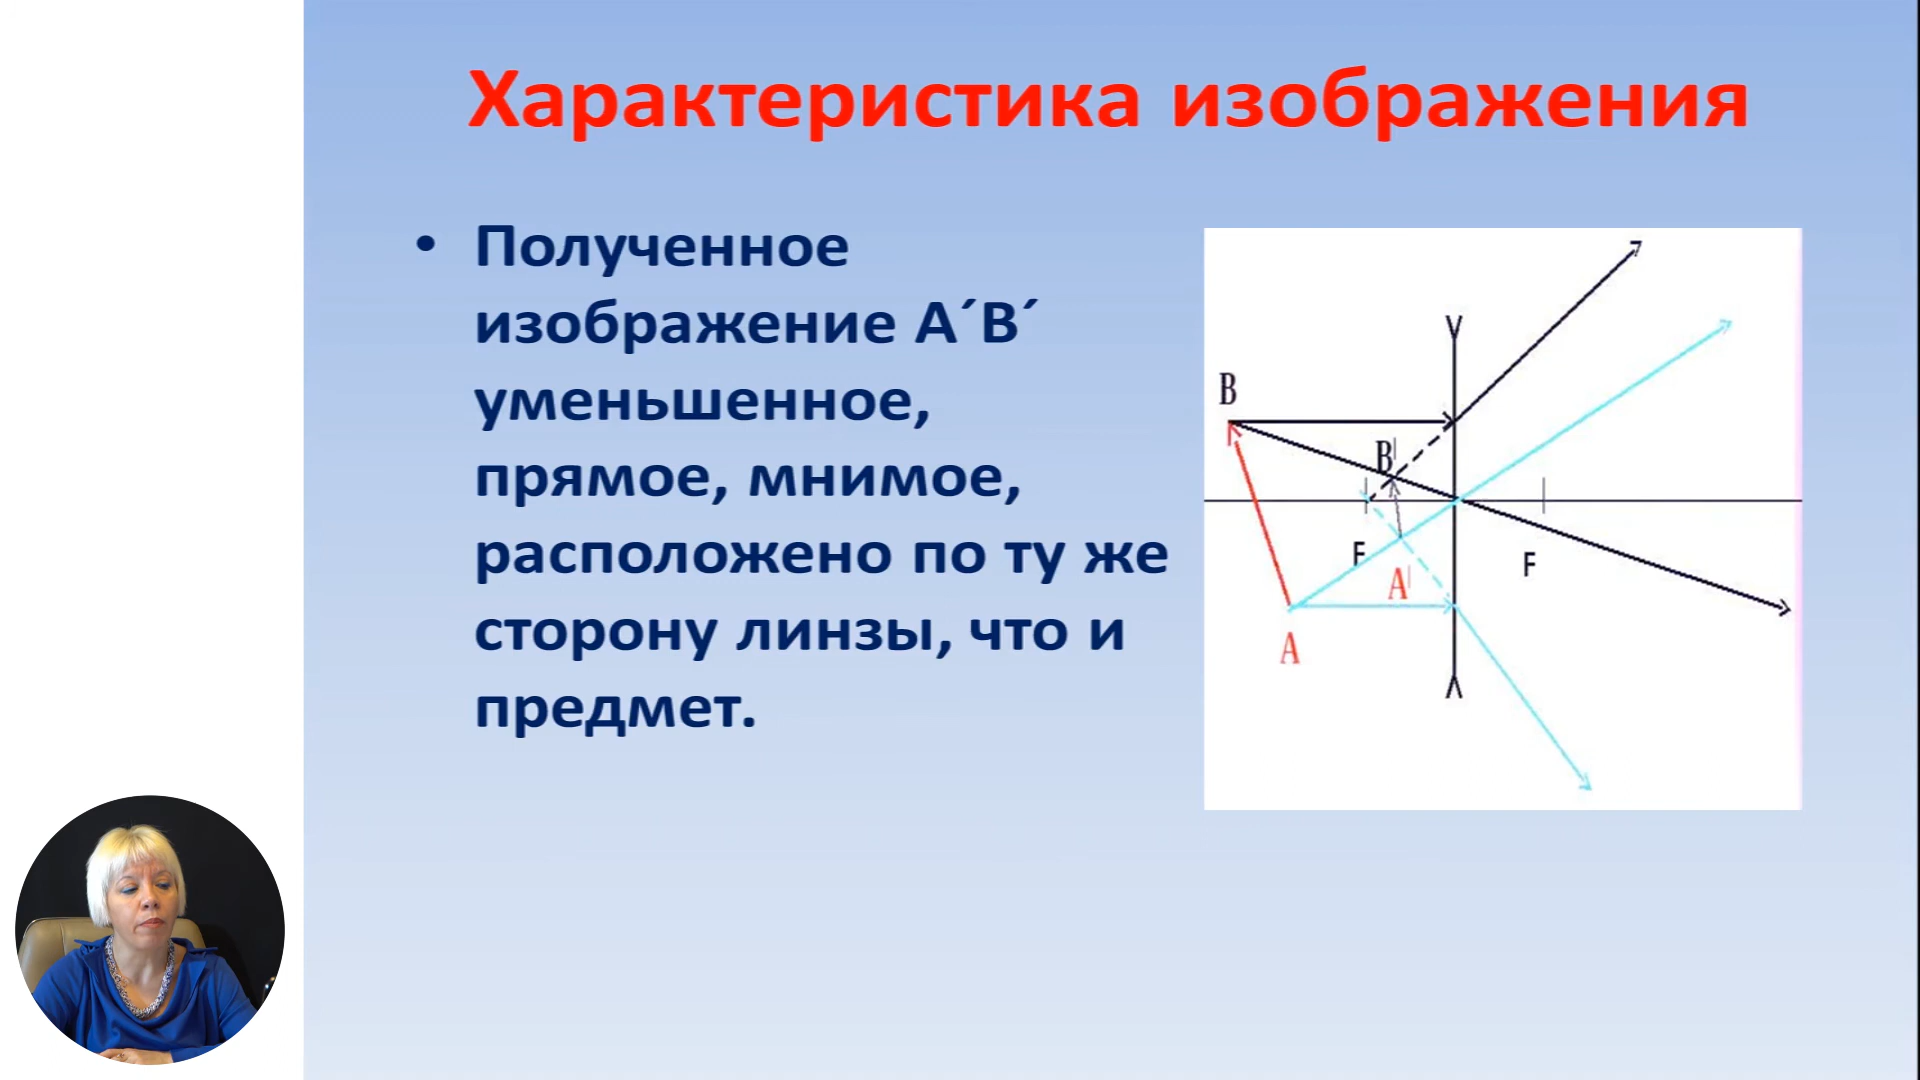 Характеристика изображения
• Полученное
изображение А´В´
уменьшенное,
прямое, мнимое,
расположено по ту же
сторону линзы, что и
предмет.
B
B|
F
F
A|
A